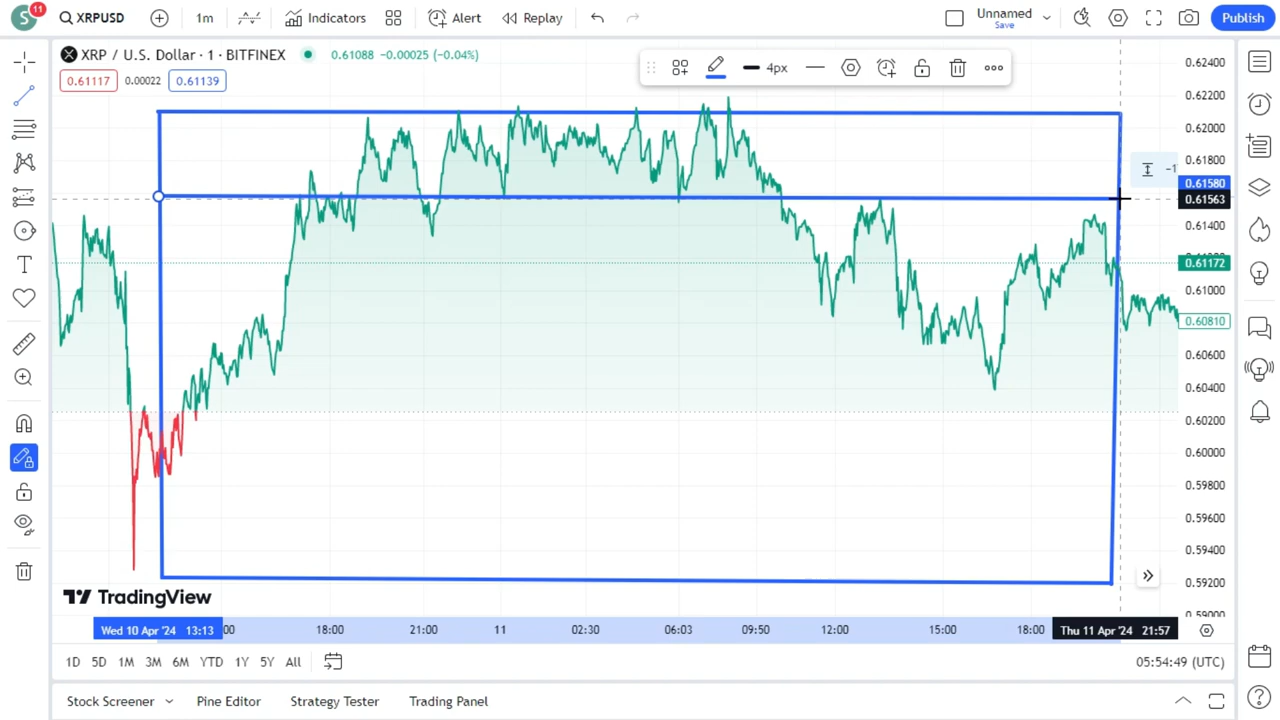 S 11 XRPUSD 1m Indicators Alert Replay Unnamed Save Publish
XRP / U.S. Dollar · 1 · BITFINEX 0.61088 −0.00025 (−0.04%)
0.61117 0.00022 0.61139
4px
0.62400
0.62200
0.62000
0.61800
−1
0.61580
0.61563
0.61400
0.61172
0.61000
0.60810
0.60600
0.60400
0.60200
0.60000
0.59800
0.59600
0.59400
0.59200
TradingView
Wed 10 Apr '24 13:13 :00 18:00 21:00 11 02:30 06:03 09:50 12:00 15:00 18:00 Thu 11 Apr '24 21:57
1D 5D 1M 3M 6M YTD 1Y 5Y All 05:54:49 (UTC)
Stock Screener Pine Editor Strategy Tester Trading Panel